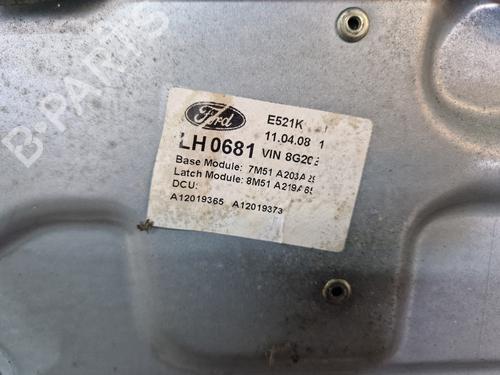 B-PARTS
Ford
E521K
11.04.08 1
LH 0681 VIN 8G20
Base Module: 7M51 A203A
Latch Module: 8M51 A219A
DCU:
A12019365 A12019373